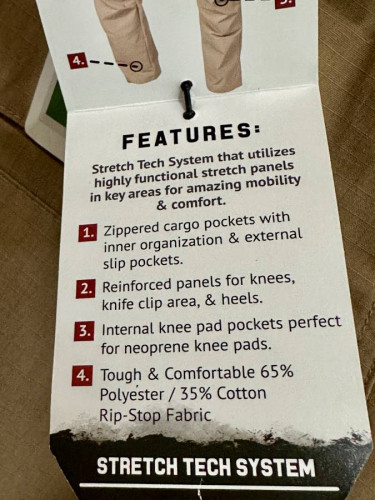 4.
3.
FEATURES:
Stretch Tech System that utilizes
highly functional stretch panels
in key areas for amazing mobility
& comfort.
1. Zippered cargo pockets with
inner organization & external
slip pockets.
2. Reinforced panels for knees,
knife clip area, & heels.
3. Internal knee pad pockets perfect
for neoprene knee pads.
4. Tough & Comfortable 65%
Polyester / 35% Cotton
Rip-Stop Fabric
STRETCH TECH SYSTEM